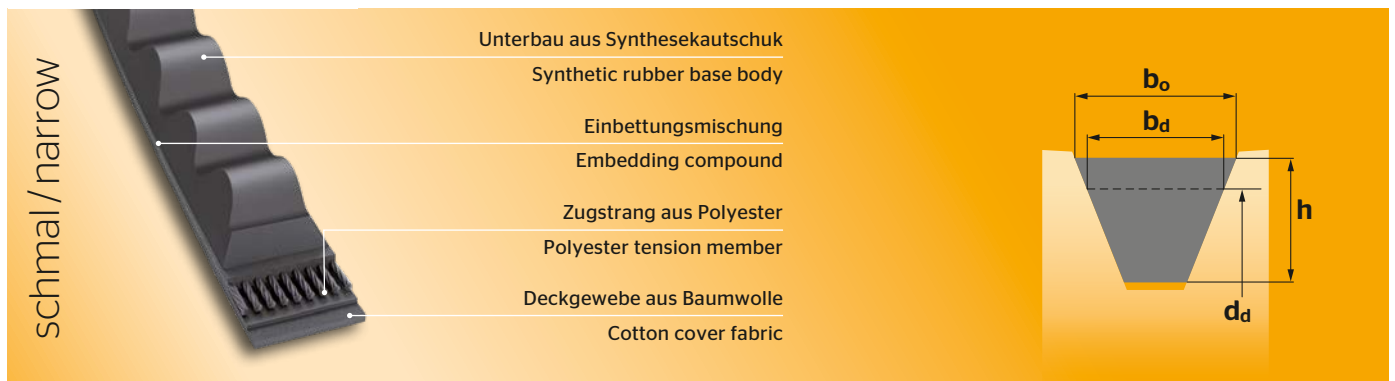 schmal / narrow
Unterbau aus Synthesekautschuk
Synthetic rubber base body
Einbettungsmischung
Embedding compound
Zugstrang aus Polyester
Polyester tension member
Deckgewebe aus Baumwolle
Cotton cover fabric
bo
bd
h
dd